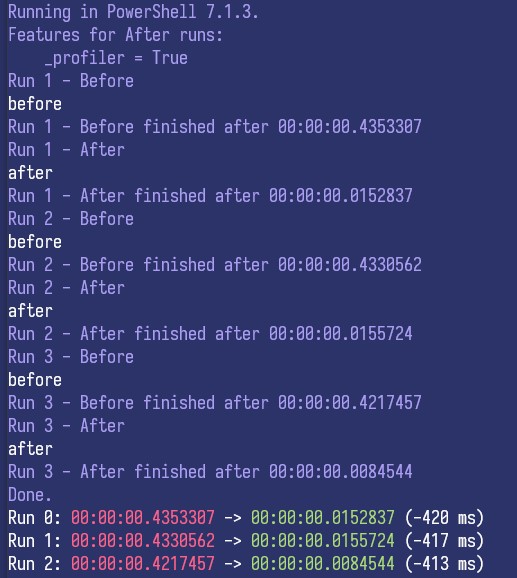 Running in PowerShell 7.1.3.
Features for After runs:
    _profiler = True
Run 1 - Before
before
Run 1 - Before finished after 00:00:00.4353307
Run 1 - After
after
Run 1 - After finished after 00:00:00.0152837
Run 2 - Before
before
Run 2 - Before finished after 00:00:00.4330562
Run 2 - After
after
Run 2 - After finished after 00:00:00.0155724
Run 3 - Before
before
Run 3 - Before finished after 00:00:00.4217457
Run 3 - After
after
Run 3 - After finished after 00:00:00.0084544
Done.
Run 0: 00:00:00.4353307 -> 00:00:00.0152837 (-420 ms)
Run 1: 00:00:00.4330562 -> 00:00:00.0155724 (-417 ms)
Run 2: 00:00:00.4217457 -> 00:00:00.0084544 (-413 ms)